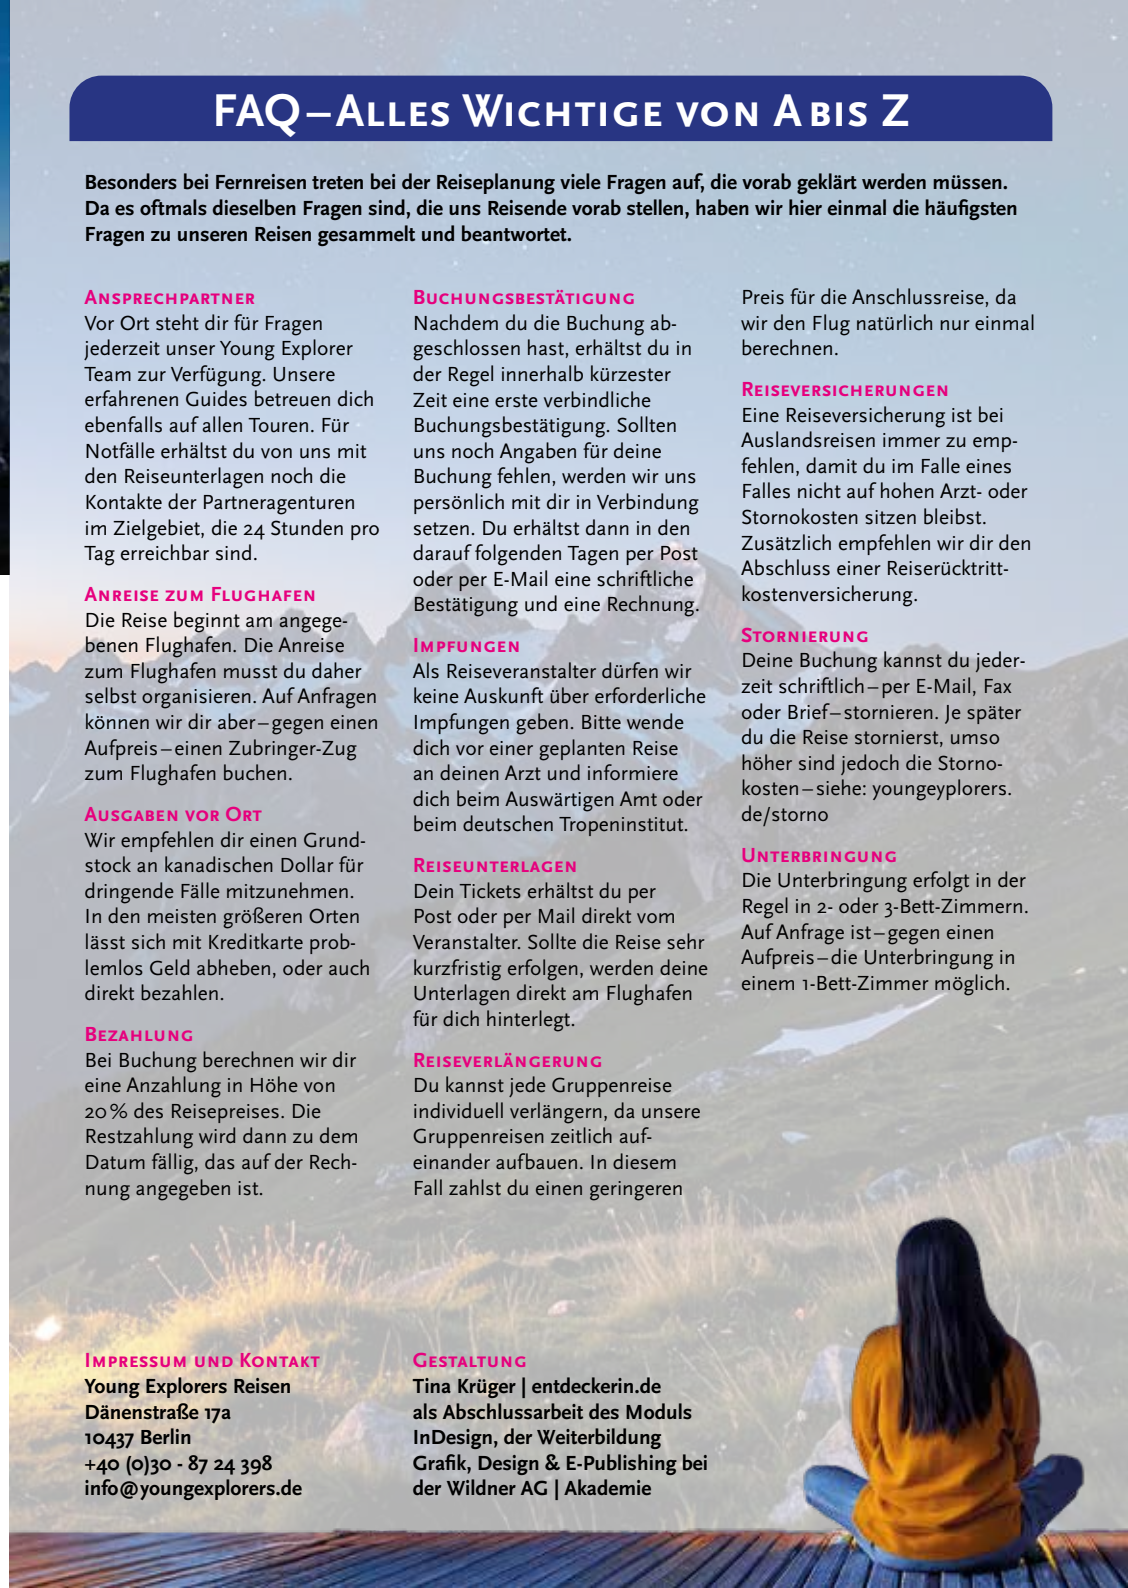 FAQ – Alles Wichtige von A bis Z
Besonders bei Fernreisen treten bei der Reiseplanung viele Fragen auf, die vorab geklärt werden müssen.
Da es oftmals dieselben Fragen sind, die uns Reisende vorab stellen, haben wir hier einmal die häufigsten
Fragen zu unseren Reisen gesammelt und beantwortet.
Ansprechpartner
Vor Ort steht dir für Fragen
jederzeit unser Young Explorer
Team zur Verfügung. Unsere
erfahrenen Guides betreuen dich
ebenfalls auf allen Touren. Für
Notfälle erhältst du von uns mit
den Reiseunterlagen noch die
Kontakte der Partneragenturen
im Zielgebiet, die 24 Stunden pro
Tag erreichbar sind.
Anreise zum Flughafen
Die Reise beginnt am angege-
benen Flughafen. Die Anreise
zum Flughafen musst du daher
selbst organisieren. Auf Anfragen
können wir dir aber – gegen einen
Aufpreis – einen Zubringer-Zug
zum Flughafen buchen.
Ausgaben vor Ort
Wir empfehlen dir einen Grund-
stock an kanadischen Dollar für
dringende Fälle mitzunehmen.
In den meisten größeren Orten
lässt sich mit Kreditkarte prob-
lemlos Geld abheben, oder auch
direkt bezahlen.
Bezahlung
Bei Buchung berechnen wir dir
eine Anzahlung in Höhe von
20 % des Reisepreises. Die
Restzahlung wird dann zu dem
Datum fällig, das auf der Rech-
nung angegeben ist.
Buchungsbestätigung
Nachdem du die Buchung ab-
geschlossen hast, erhältst du in
der Regel innerhalb kürzester
Zeit eine erste verbindliche
Buchungsbestätigung. Sollten
uns noch Angaben für deine
Buchung fehlen, werden wir uns
persönlich mit dir in Verbindung
setzen. Du erhältst dann in den
darauf folgenden Tagen per Post
oder per E-Mail eine schriftliche
Bestätigung und eine Rechnung.
Impfungen
Als Reiseveranstalter dürfen wir
keine Auskunft über erforderliche
Impfungen geben. Bitte wende
dich vor einer geplanten Reise
an deinen Arzt und informiere
dich beim Auswärtigen Amt oder
beim deutschen Tropeninstitut.
Reiseunterlagen
Dein Tickets erhältst du per
Post oder per Mail direkt vom
Veranstalter. Sollte die Reise sehr
kurzfristig erfolgen, werden deine
Unterlagen direkt am Flughafen
für dich hinterlegt.
Reiseverlängerung
Du kannst jede Gruppenreise
individuell verlängern, da unsere
Gruppenreisen zeitlich auf-
einander aufbauen. In diesem
Fall zahlst du einen geringeren
Preis für die Anschlussreise, da
wir den Flug natürlich nur einmal
berechnen.
Reiseversicherungen
Eine Reiseversicherung ist bei
Auslandsreisen immer zu emp-
fehlen, damit du im Falle eines
Falles nicht auf hohen Arzt- oder
Stornokosten sitzen bleibst.
Zusätzlich empfehlen wir dir den
Abschluss einer Reiserücktritt-
kostenversicherung.
Stornierung
Deine Buchung kannst du jeder-
zeit schriftlich – per E-Mail, Fax
oder Brief – stornieren. Je später
du die Reise stornierst, umso
höher sind jedoch die Storno-
kosten – siehe: youngeyplorers.
de/storno
Unterbringung
Die Unterbringung erfolgt in der
Regel in 2- oder 3-Bett-Zimmern.
Auf Anfrage ist – gegen einen
Aufpreis – die Unterbringung in
einem 1-Bett-Zimmer möglich.
Impressum und Kontakt
Young Explorers Reisen
Dänenstraße 17a
10437 Berlin
+40 (0)30 - 87 24 398
info@youngexplorers.de
Gestaltung
Tina Krüger | entdeckerin.de
als Abschlussarbeit des Moduls
InDesign, der Weiterbildung
Grafik, Design & E-Publishing bei
der Wildner AG | Akademie